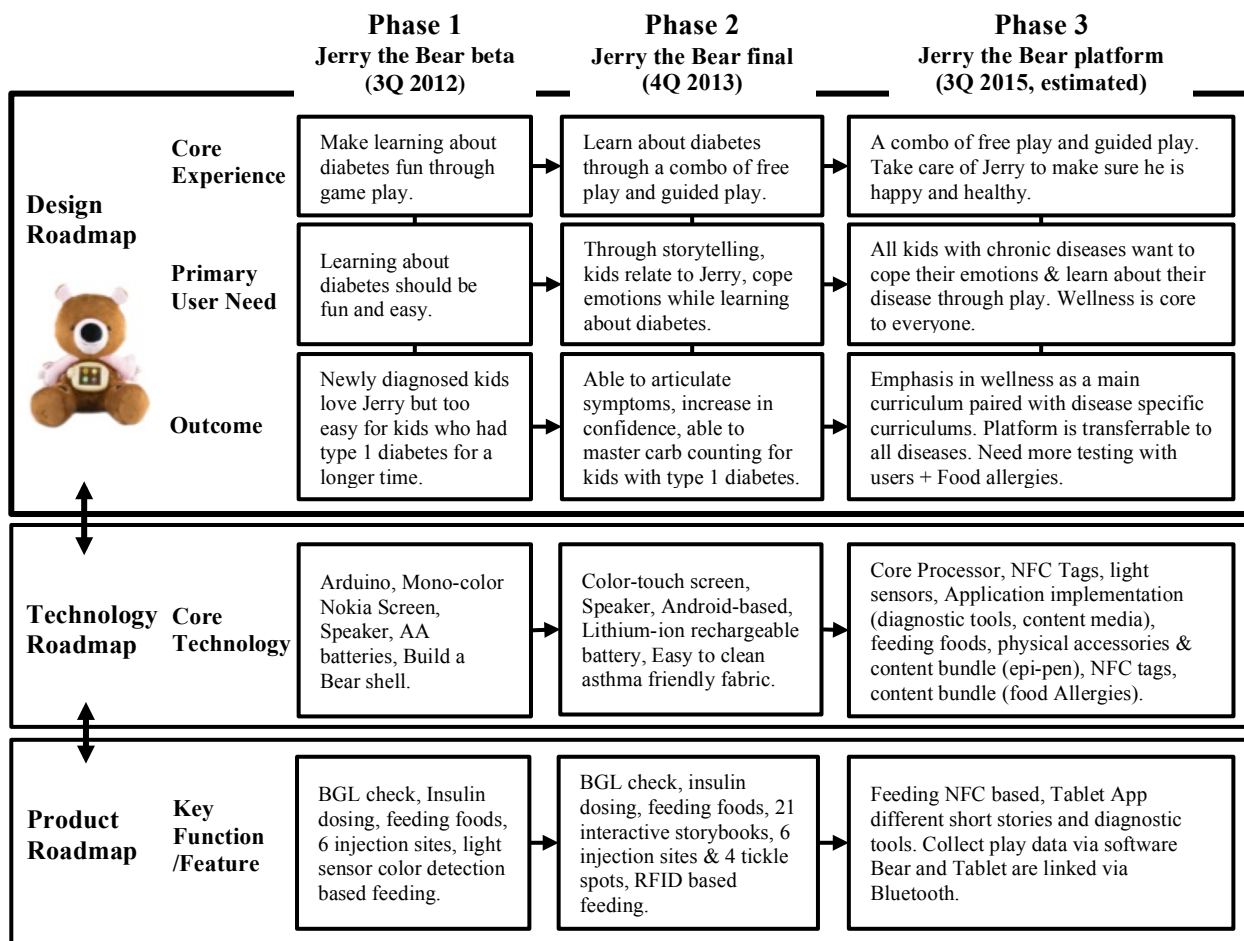 Phase 1
Jerry the Bear beta
(3Q 2012)
Phase 2
Jerry the Bear final
(4Q 2013)
Phase 3
Jerry the Bear platform
(3Q 2015, estimated)
Design
Roadmap
Core
Experience
Make learning about
diabetes fun through
game play.
Learn about diabetes
through a combo of free
play and guided play.
A combo of free play and guided play.
Take care of Jerry to make sure he is
happy and healthy.
Primary
User Need
Learning about
diabetes should be
fun and easy.
Through storytelling,
kids relate to Jerry, cope
emotions while learning
about diabetes.
All kids with chronic diseases want to
cope their emotions & learn about their
disease through play. Wellness is core
to everyone.
Outcome
Newly diagnosed kids
love Jerry but too
easy for kids who had
type 1 diabetes for a
longer time.
Able to articulate
symptoms, increase in
confidence, able to
master carb counting for
kids with type 1 diabetes.
Emphasis in wellness as a main
curriculum paired with disease specific
curriculums. Platform is transferrable to
all diseases. Need more testing with
users + Food allergies.
Technology
Roadmap
Core
Technology
Arduino, Mono-color
Nokia Screen,
Speaker, AA
batteries, Build a
Bear shell.
Color-touch screen,
Speaker, Android-based,
Lithium-ion rechargeable
battery, Easy to clean
asthma friendly fabric.
Core Processor, NFC Tags, light
sensors, Application implementation
(diagnostic tools, content media),
feeding foods, physical accessories &
content bundle (epi-pen), NFC tags,
content bundle (food Allergies).
Product
Roadmap
Key
Function
/Feature
BGL check, Insulin
dosing, feeding foods,
6 injection sites, light
sensor color detection
based feeding.
BGL check, insulin
dosing, feeding foods, 21
interactive storybooks, 6
injection sites & 4 tickle
spots, RFID based
feeding.
Feeding NFC based, Tablet App
different short stories and diagnostic
tools. Collect play data via software
Bear and Tablet are linked via
Bluetooth.